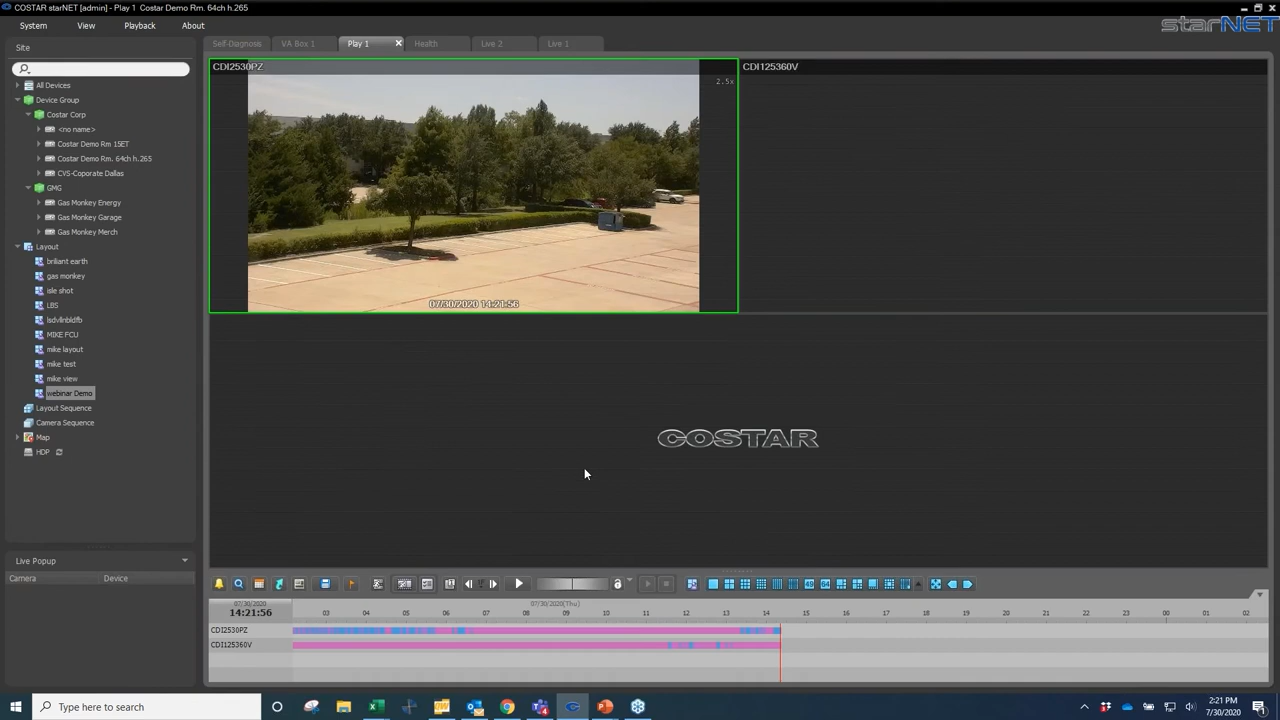 COSTAR starNET [admin] - Play 1 Costar Demo Rm. 64ch h.265
System View Playback About
starNET
Site
Self-Diagnosis VA Box 1 Play 1 Health Live 2 Live 1
All Devices
Device Group
Costar Corp
<no name>
Costar Demo Rm 15ET
Costar Demo Rm. 64ch h.265
CVS-Coporate Dallas
GMG
Gas Monkey Energy
Gas Monkey Garage
Gas Monkey Merch
Layout
briliant earth
gas monkey
isle shot
LBS
lsdvllnbldfb
MIKE FCU
mike layout
mike test
mike view
webinar Demo
Layout Sequence
Camera Sequence
Map
HDP
Live Popup
Camera Device
CDI2530PZ
2.5x
07/30/2020 14:21:56
CDI125360V
COSTAR
07/30/2020
14:21:56
07/30/2020(Thu)
03 04 05 06 07 08 09 10 11 12 13 14 15 16 17 18 19 20 21 22 23 00 01 02
CDI2530PZ
CDI125360V
Type here to search
2:21 PM
7/30/2020